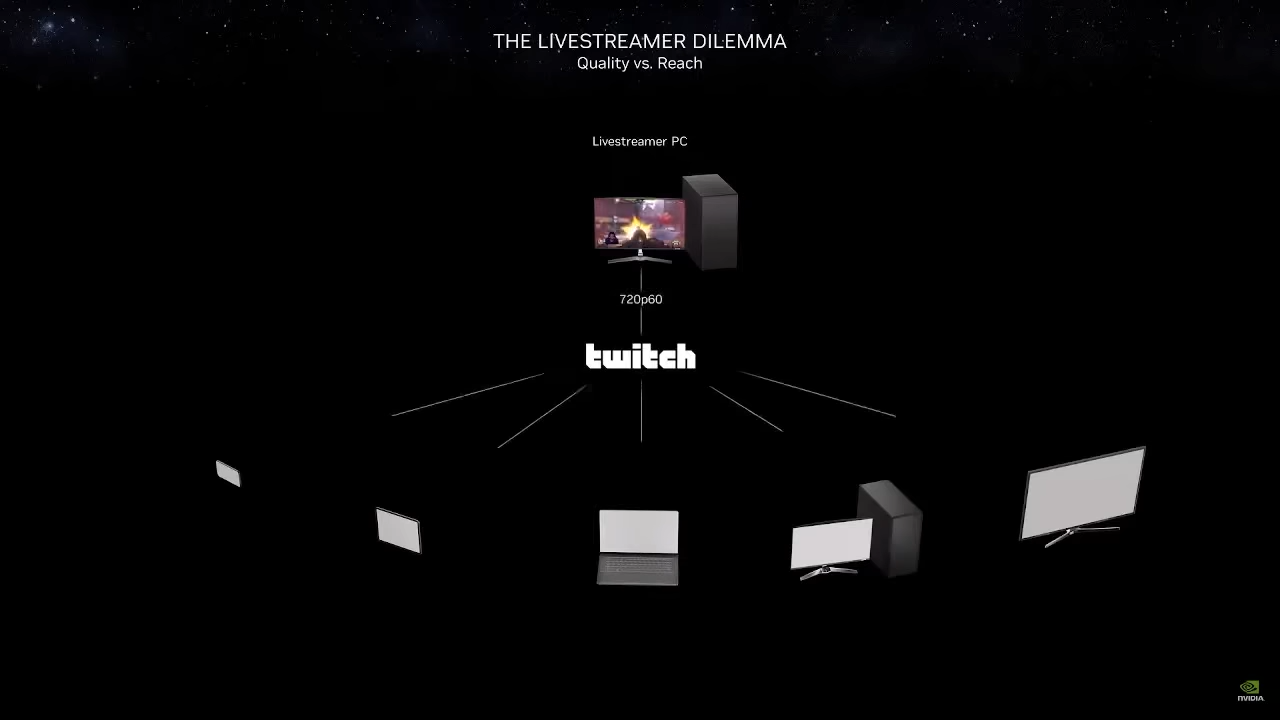 THE LIVESTREAMER DILEMMA
Quality vs. Reach
Livestreamer PC
720p60
twitch
NVIDIA